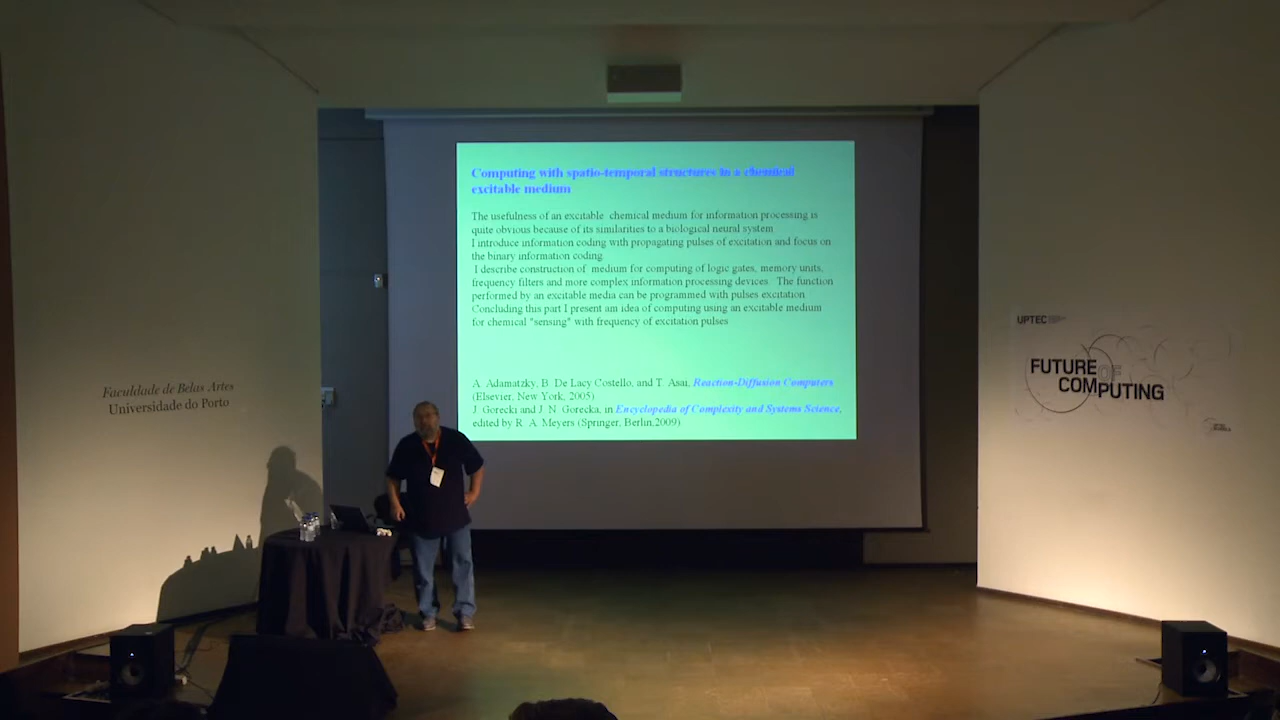 Computing with spatio-temporal structures in a chemical
excitable medium
The usefulness of an excitable chemical medium for information processing is
quite obvious because of its similarities to a biological neural system
I introduce information coding with propagating pulses of excitation and focus on
the binary information coding
I describe construction of medium for computing of logic gates, memory units,
frequency filters and more complex information processing devices. The function
performed by an excitable media can be programmed with pulses excitation
Concluding this part I present am idea of computing using an excitable medium
for chemical "sensing" with frequency of excitation pulses
A. Adamatzky, B. De Lacy Costello, and T. Asai, Reaction-Diffusion Computers
(Elsevier, New York, 2005)
J. Gorecki and J. N. Gorecka, in Encyclopedia of Complexity and Systems Science,
edited by R. A. Meyers (Springer, Berlin,2009)
Faculdade de Belas Artes
Universidade do Porto
UPTEC
FUTURE OF
COMPUTING